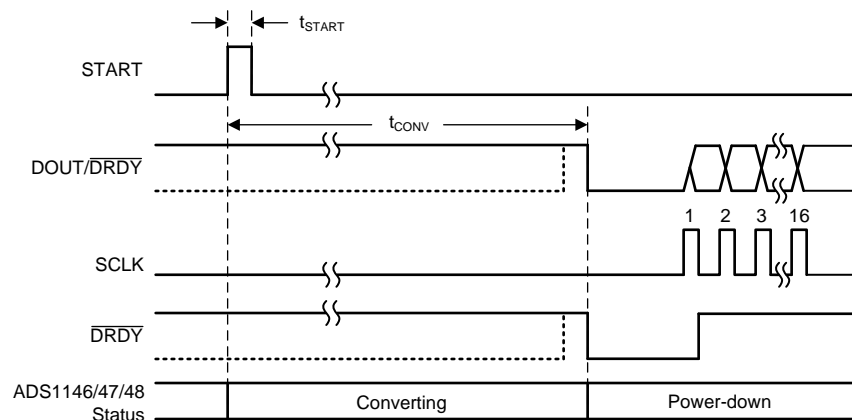 tSTART
START
tCONV
DOUT/DRDY
1 2 3 16
SCLK
DRDY
ADS1146/47/48
Status
Converting
Power-down